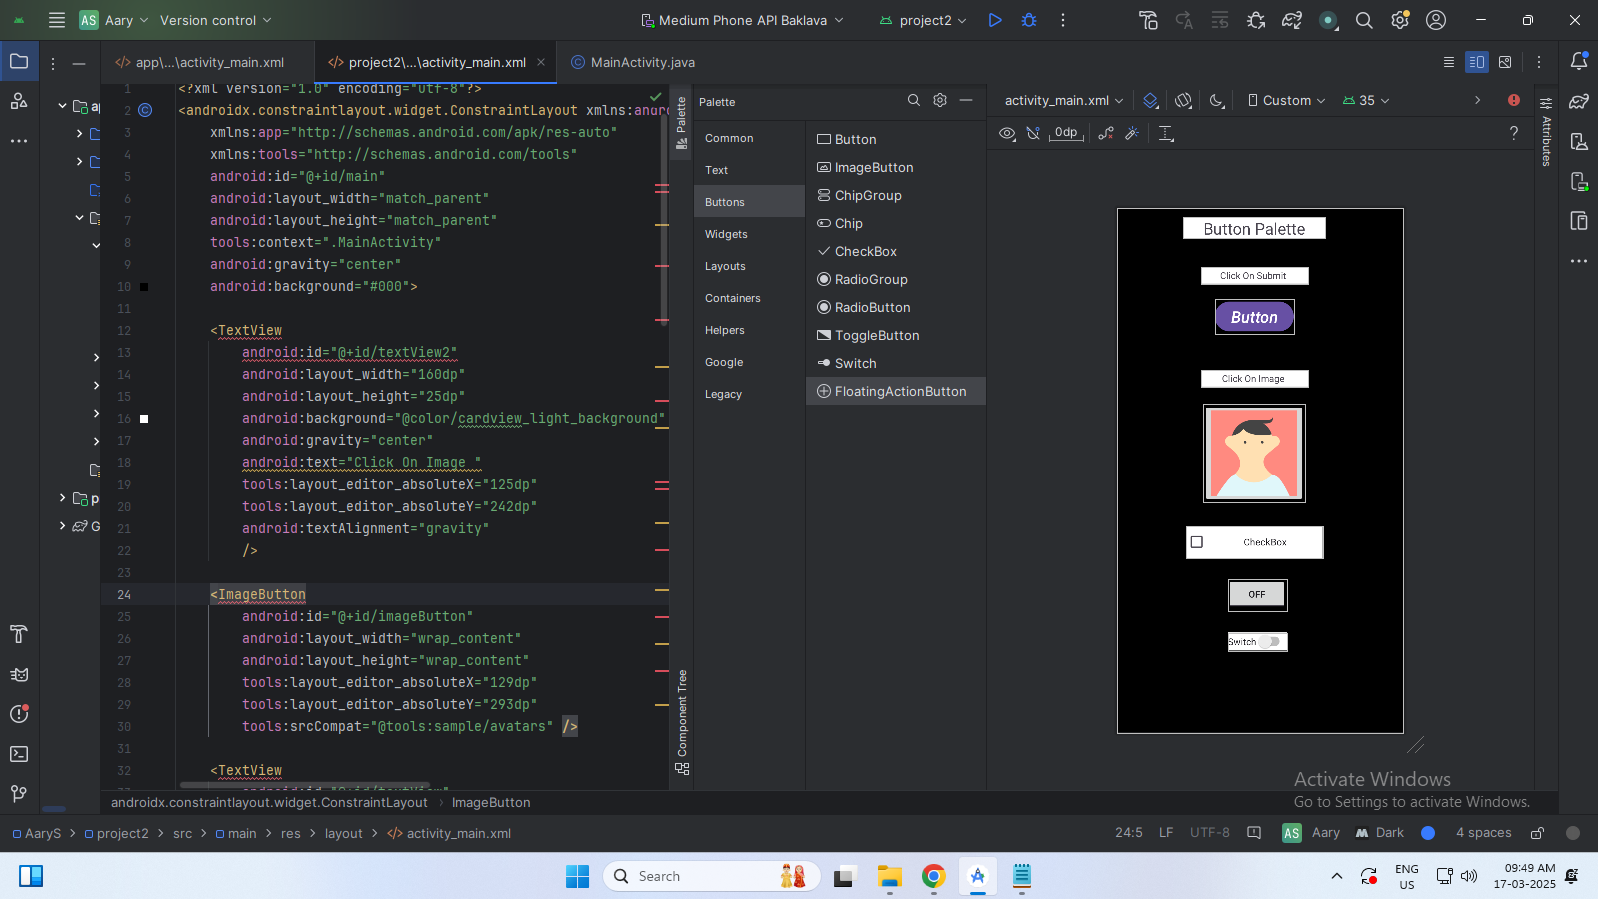 AS Aary Version control Medium Phone API Baklava project2
app\...\activity_main.xml project2\...\activity_main.xml MainActivity.java
1 <?xml version="1.0" encoding="utf-8"?>
2 <androidx.constraintlayout.widget.ConstraintLayout xmlns:andr
3 xmlns:app="http://schemas.android.com/apk/res-auto"
4 xmlns:tools="http://schemas.android.com/tools"
5 android:id="@+id/main"
6 android:layout_width="match_parent"
7 android:layout_height="match_parent"
8 tools:context=".MainActivity"
9 android:gravity="center"
10 android:background="#000">
11
12 <TextView
13 android:id="@+id/textView2"
14 android:layout_width="160dp"
15 android:layout_height="25dp"
16 android:background="@color/cardview_light_background"
17 android:gravity="center"
18 android:text="Click On Image "
19 tools:layout_editor_absoluteX="125dp"
20 tools:layout_editor_absoluteY="242dp"
21 android:textAlignment="gravity"
22 />
23
24 <ImageButton
25 android:id="@+id/imageButton"
26 android:layout_width="wrap_content"
27 android:layout_height="wrap_content"
28 tools:layout_editor_absoluteX="129dp"
29 tools:layout_editor_absoluteY="293dp"
30 tools:srcCompat="@tools:sample/avatars" />
31
32 <TextView
androidx.constraintlayout.widget.ConstraintLayout › ImageButton
ap
p
G
Palette
Component Tree
Palette
Common
Text
Buttons
Widgets
Layouts
Containers
Helpers
Google
Legacy
Button
ImageButton
ChipGroup
Chip
CheckBox
RadioGroup
RadioButton
ToggleButton
Switch
FloatingActionButton
activity_main.xml Custom 35
0dp ?
Attributes
Button Palette
Click On Submit
Button
Click On Image
CheckBox
OFF
Switch
Activate Windows
Go to Settings to activate Windows.
AaryS > project2 > src > main > res > layout > activity_main.xml 24:5 LF UTF-8 AS Aary Dark 4 spaces
Search ENG
US 09:49 AM
17-03-2025